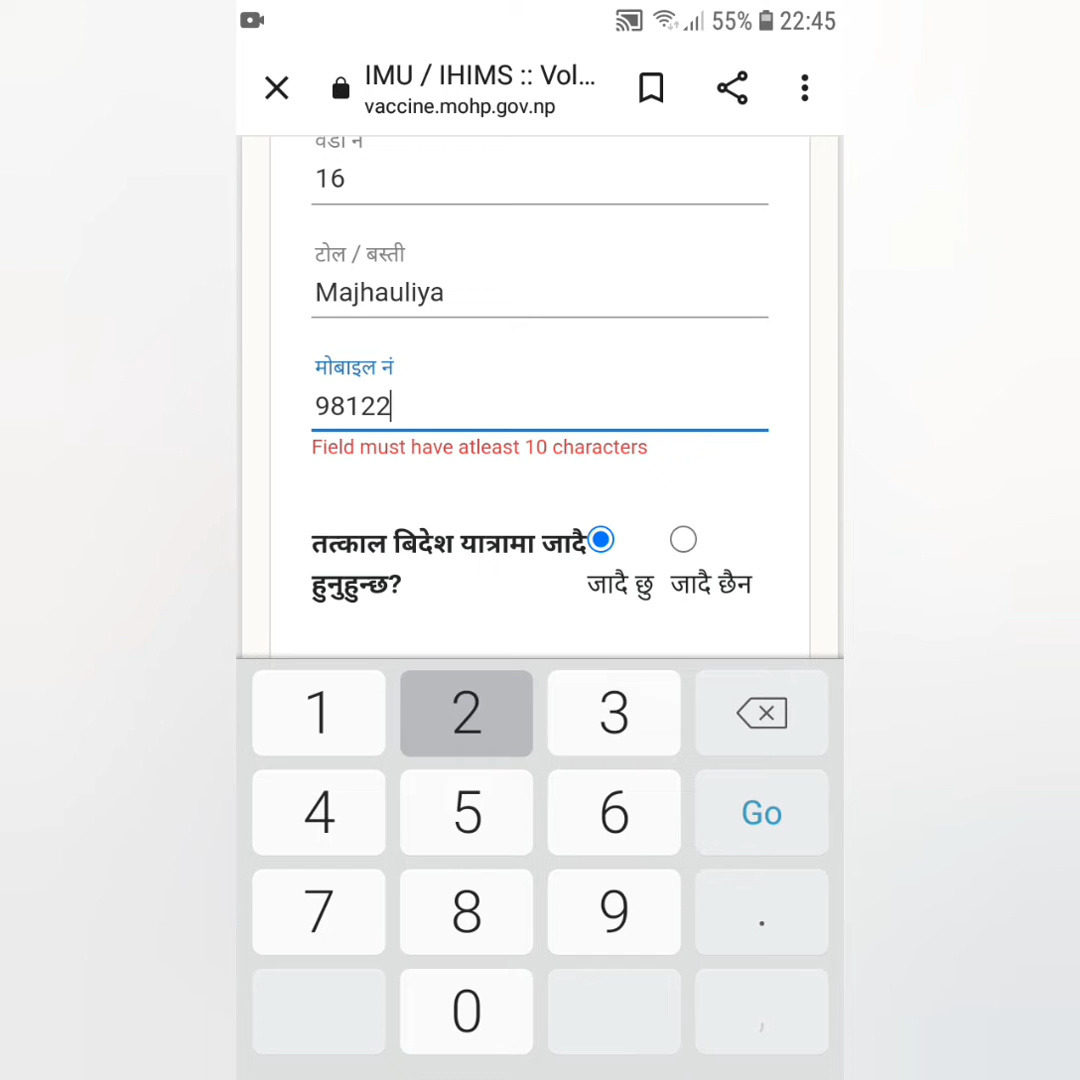 55% 22:45
IMU / IHIMS :: Vol...
vaccine.mohp.gov.np
वडा नं
16
टोल / बस्ती
Majhauliya
मोबाइल नं
98122
Field must have atleast 10 characters
तत्काल बिदेश यात्रामा जादै
हुनुहुन्छ?
जादै छु जादै छैन
1 2 3
4 5 6 Go
7 8 9 .
0 ,